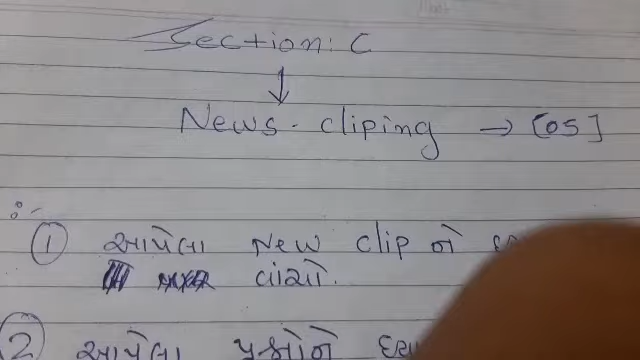 Section: C
↓
News. cliping → [05]
:-
① આપેલા New clip ને
વાંચો.
② આપેલા પ્રશ્નોને